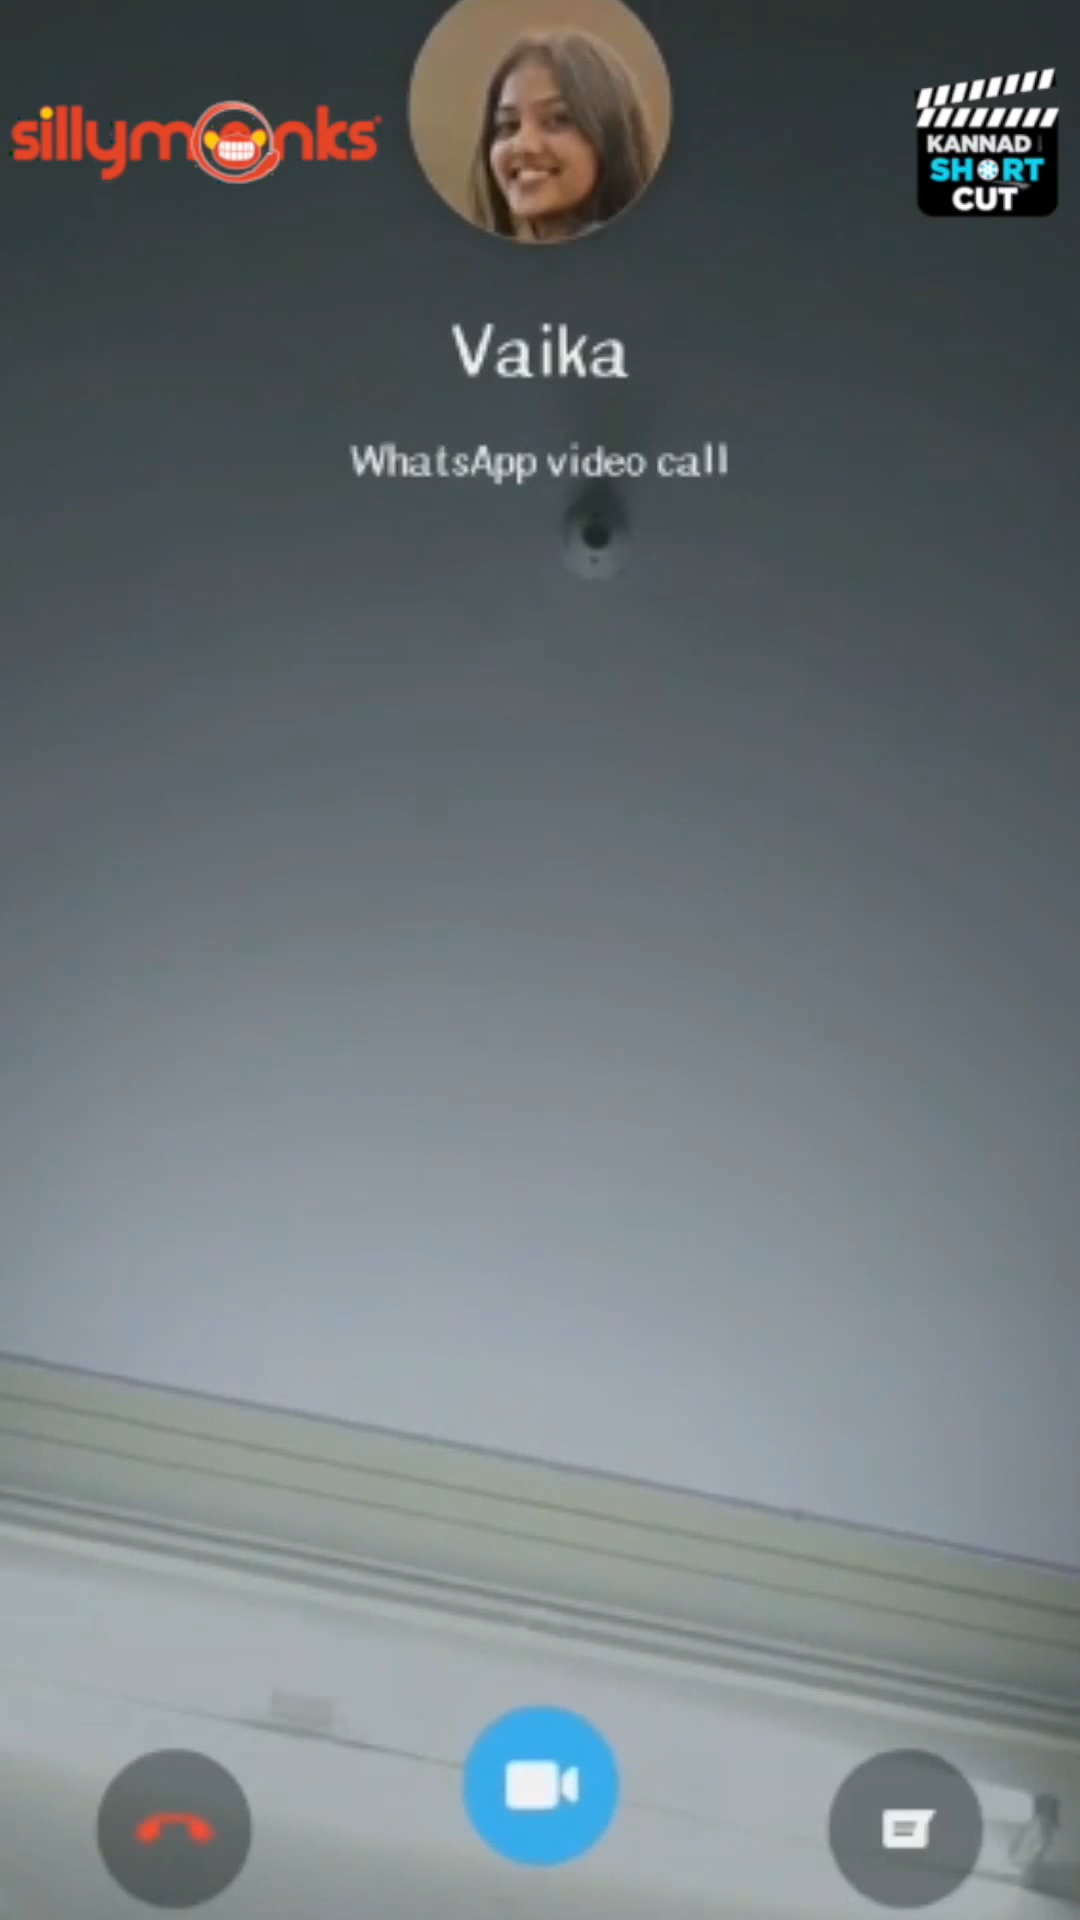 sillymonks
KANNAD
SHORT
CUT
Vaika
WhatsApp video call